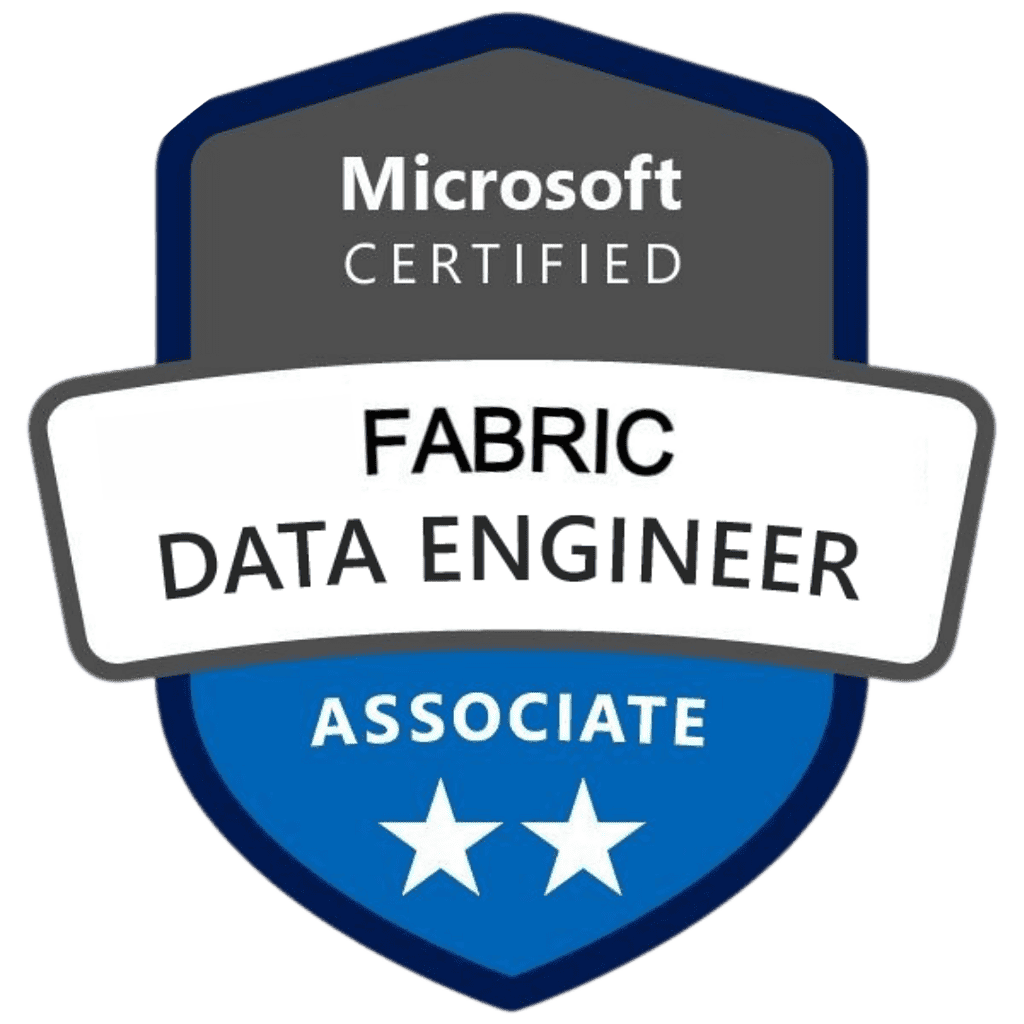 Microsoft
CERTIFIED
FABRIC
DATA ENGINEER
ASSOCIATE